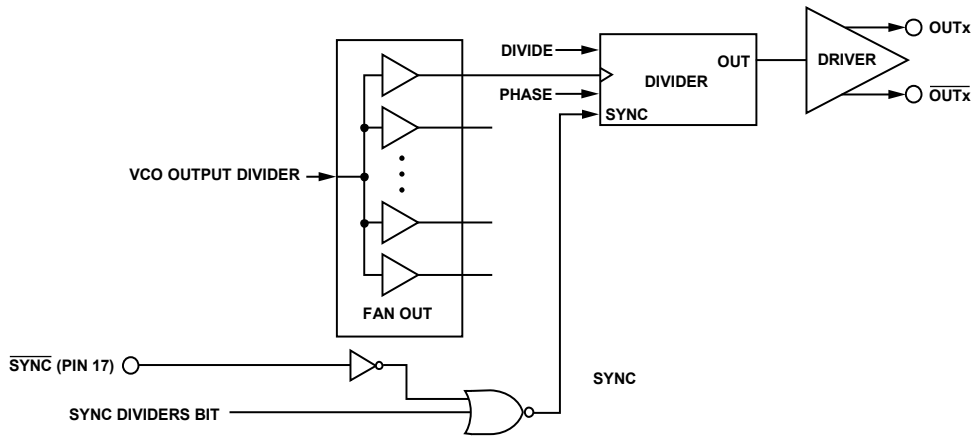 OUTx
DIVIDE
OUT
DRIVER
DIVIDER
PHASE
OUTx
SYNC
VCO OUTPUT DIVIDER
FAN OUT
SYNC (PIN 17)
SYNC
SYNC DIVIDERS BIT